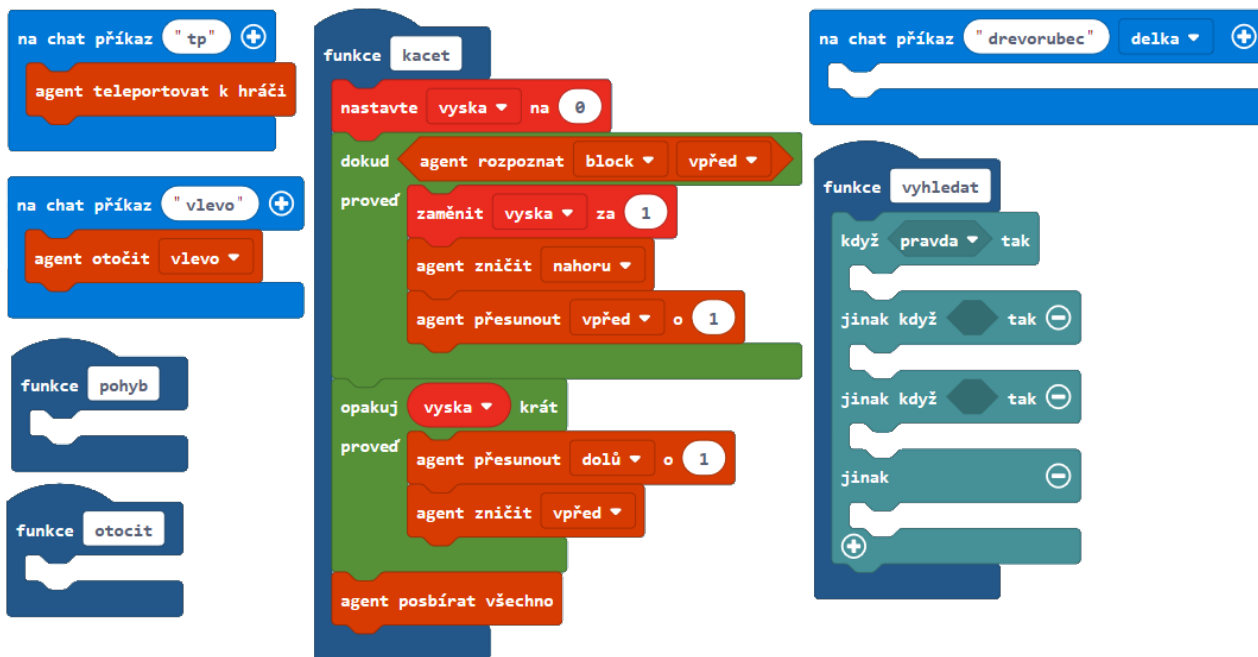 na chat příkaz "tp"
agent teleportovat k hráči
na chat příkaz "vlevo"
agent otočit vlevo
funkce pohyb
funkce otocit
funkce kacet
nastavte vyska na 0
dokud agent rozpoznat block vpřed
proveď zaměnit vyska za 1
agent zničit nahoru
agent přesunout vpřed o 1
opakuj vyska krát
proveď agent přesunout dolů o 1
agent zničit vpřed
agent posbírat všechno
na chat příkaz "drevorubec" delka
funkce vyhledat
když pravda tak
jinak když tak
jinak když tak
jinak